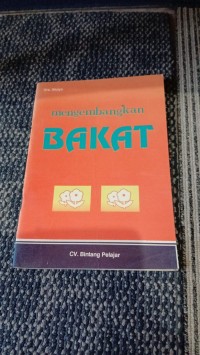 mengembangkan
BAKAT
CV. Bintang Pelajar